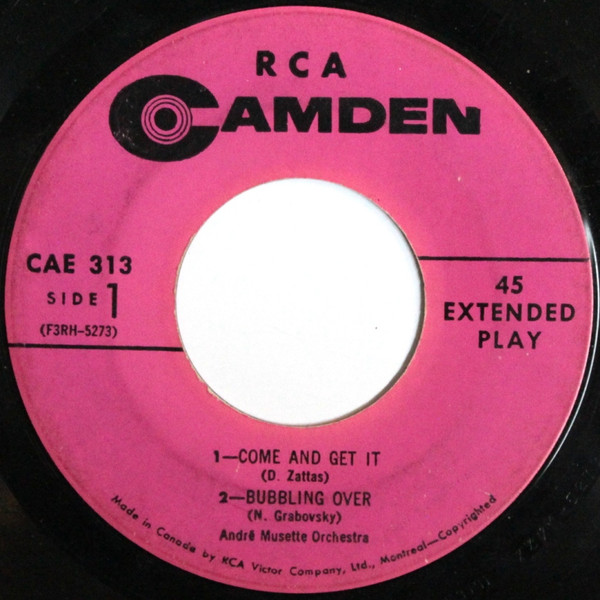 RCA
CAMDEN
CAE 313
SIDE 1
(F3RH-5273)
45
EXTENDED
PLAY
1—COME AND GET IT
(D. Zattas)
2—BUBBLING OVER
(N. Grabovsky)
André Musette Orchestra
Made in Canada by RCA Victor Company, Ltd., Montreal—Copyrighted